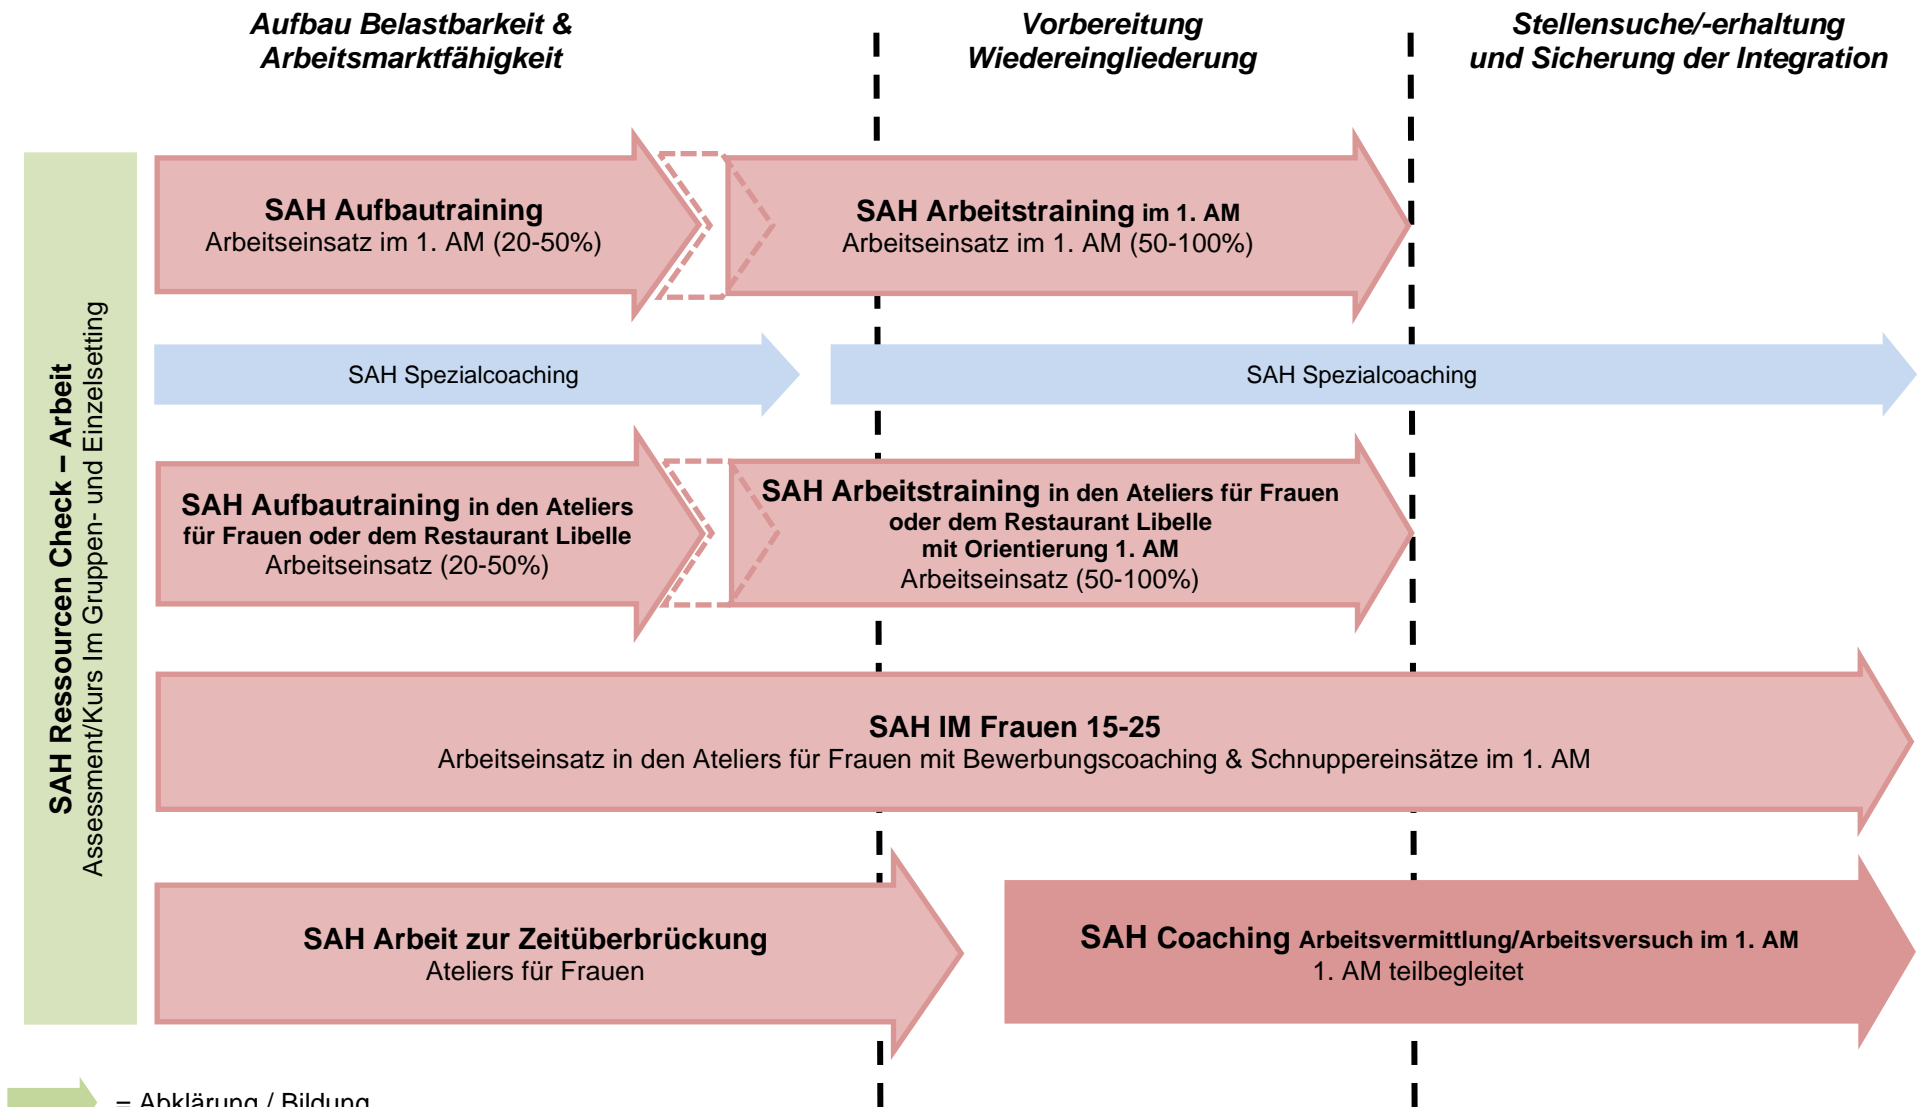 Aufbau Belastbarkeit &
Arbeitsmarktfähigkeit
Vorbereitung
Wiedereingliederung
Stellensuche/-erhaltung
und Sicherung der Integration
SAH Ressourcen Check – Arbeit
Assessment/Kurs Im Gruppen- und Einzelsetting
SAH Aufbautraining
Arbeitseinsatz im 1. AM (20-50%)
SAH Arbeitstraining im 1. AM
Arbeitseinsatz im 1. AM (50-100%)
SAH Spezialcoaching
SAH Spezialcoaching
SAH Aufbautraining in den Ateliers
für Frauen oder dem Restaurant Libelle
Arbeitseinsatz (20-50%)
SAH Arbeitstraining in den Ateliers für Frauen
oder dem Restaurant Libelle
mit Orientierung 1. AM
Arbeitseinsatz (50-100%)
SAH IM Frauen 15-25
Arbeitseinsatz in den Ateliers für Frauen mit Bewerbungscoaching & Schnuppereinsätze im 1. AM
SAH Arbeit zur Zeitüberbrückung
Ateliers für Frauen
SAH Coaching Arbeitsvermittlung/Arbeitsversuch im 1. AM
1. AM teilbegleitet
= Abklärung / Bildung